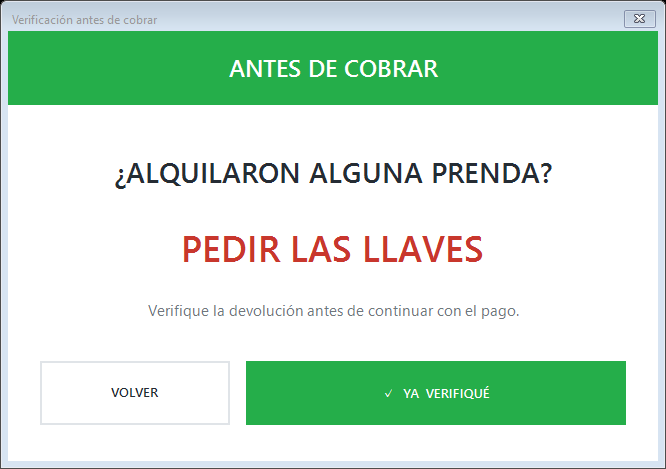 Verificación antes de cobrar
ANTES DE COBRAR
¿ALQUILARON ALGUNA PRENDA?
PEDIR LAS LLAVES
Verifique la devolución antes de continuar con el pago.
VOLVER
✓ YA VERIFIQUÉ